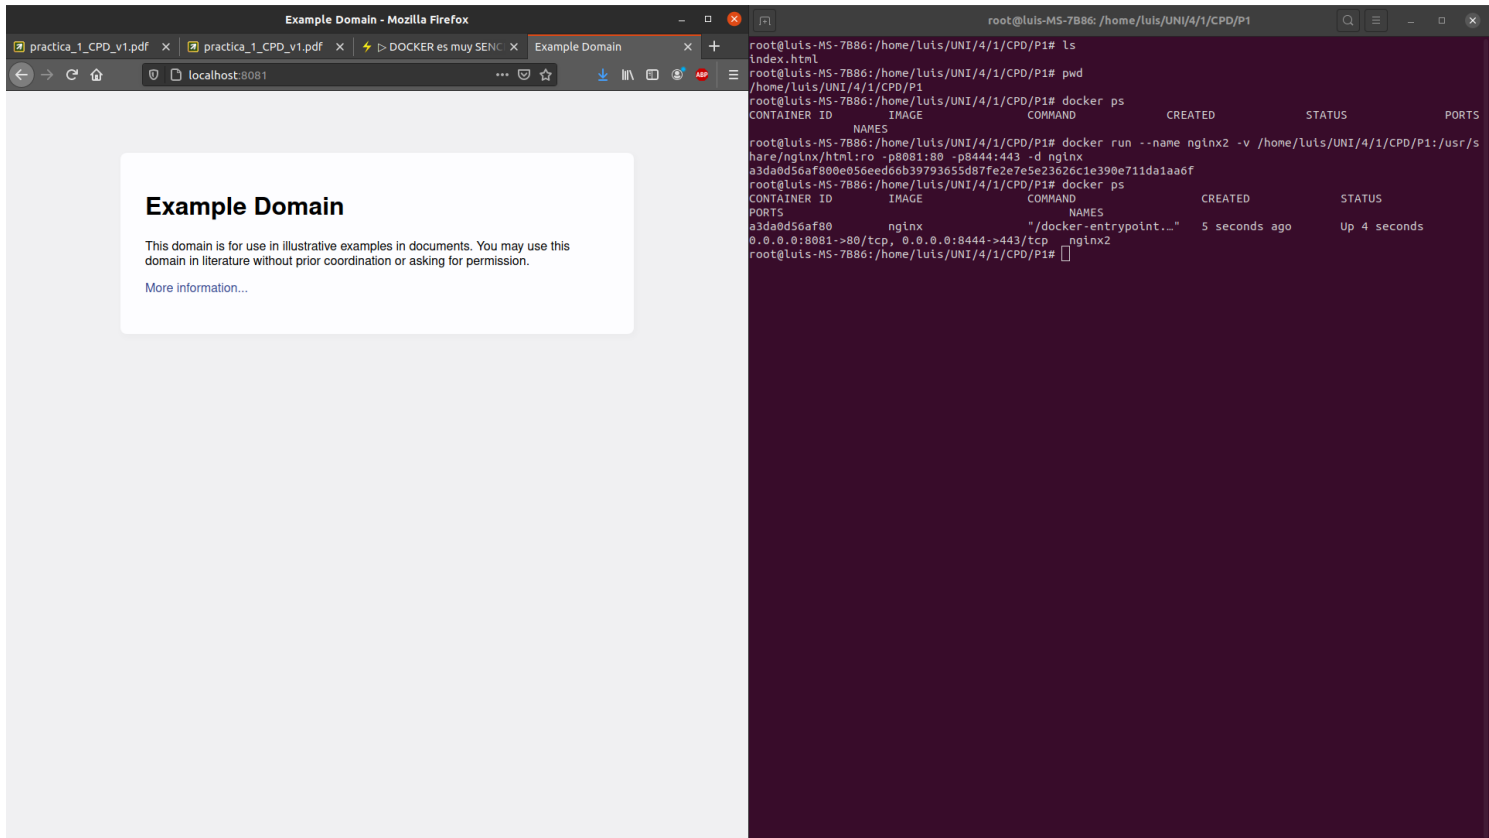 Example Domain - Mozilla Firefox
practica_1_CPD_v1.pdf
practica_1_CPD_v1.pdf
⚡ ▷ DOCKER es muy SENC
Example Domain
localhost:8081
ABP
Example Domain
This domain is for use in illustrative examples in documents. You may use this
domain in literature without prior coordination or asking for permission.
More information...
root@luis-MS-7B86: /home/luis/UNI/4/1/CPD/P1
root@luis-MS-7B86:/home/luis/UNI/4/1/CPD/P1# ls
index.html
root@luis-MS-7B86:/home/luis/UNI/4/1/CPD/P1# pwd
/home/luis/UNI/4/1/CPD/P1
root@luis-MS-7B86:/home/luis/UNI/4/1/CPD/P1# docker ps
CONTAINER ID IMAGE COMMAND CREATED STATUS PORTS
NAMES
root@luis-MS-7B86:/home/luis/UNI/4/1/CPD/P1# docker run --name nginx2 -v /home/luis/UNI/4/1/CPD/P1:/usr/s
hare/nginx/html:ro -p8081:80 -p8444:443 -d nginx
a3da0d56af800e056eed66b39793655d87fe2e7e5e23626c1e390e711da1aa6f
root@luis-MS-7B86:/home/luis/UNI/4/1/CPD/P1# docker ps
CONTAINER ID IMAGE COMMAND CREATED STATUS
PORTS NAMES
a3da0d56af80 nginx "/docker-entrypoint.…" 5 seconds ago Up 4 seconds
0.0.0.0:8081->80/tcp, 0.0.0.0:8444->443/tcp nginx2
root@luis-MS-7B86:/home/luis/UNI/4/1/CPD/P1#